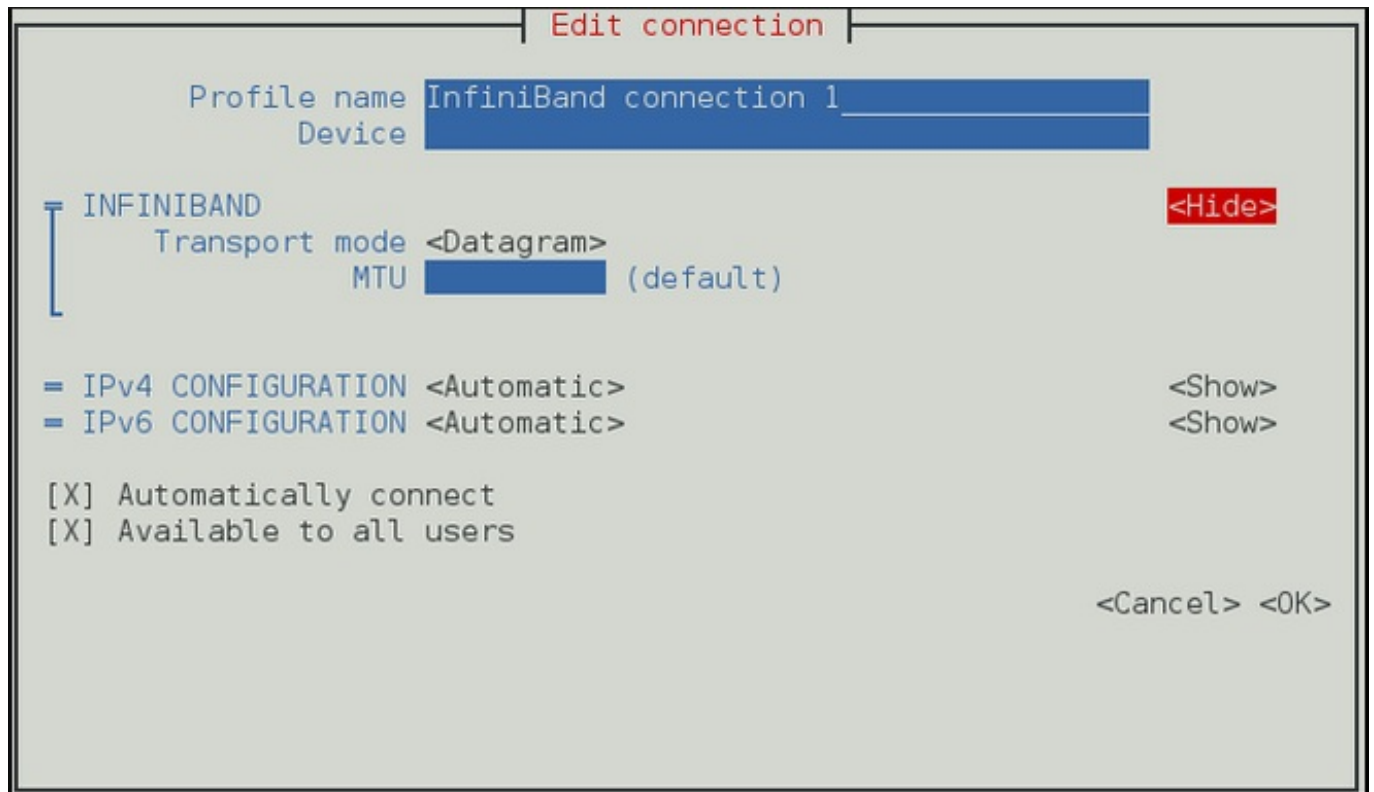 Edit connection
Profile name InfiniBand connection 1
Device
INFINIBAND <Hide>
Transport mode <Datagram>
MTU (default)
= IPv4 CONFIGURATION <Automatic> <Show>
= IPv6 CONFIGURATION <Automatic> <Show>
[X] Automatically connect
[X] Available to all users
<Cancel> <OK>